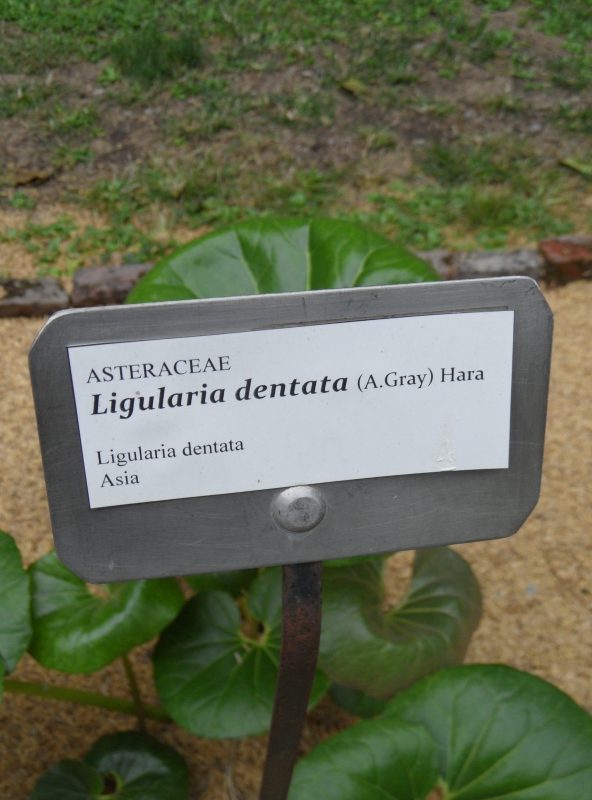 ASTERACEAE
Ligularia dentata (A.Gray) Hara
Ligularia dentata
Asia